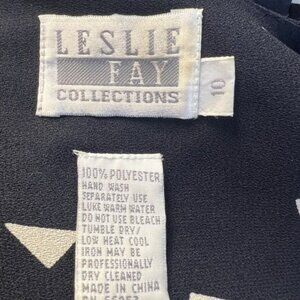 LESLIE
FAY
COLLECTIONS
10
100% POLYESTER
HAND WASH
SEPARATELY USE
LUKE WARM WATER
DO NOT USE BLEACH
TUMBLE DRY/
LOW HEAT COOL
IRON MAY BE
PROFESSIONALLY
DRY CLEANED
MADE IN CHINA